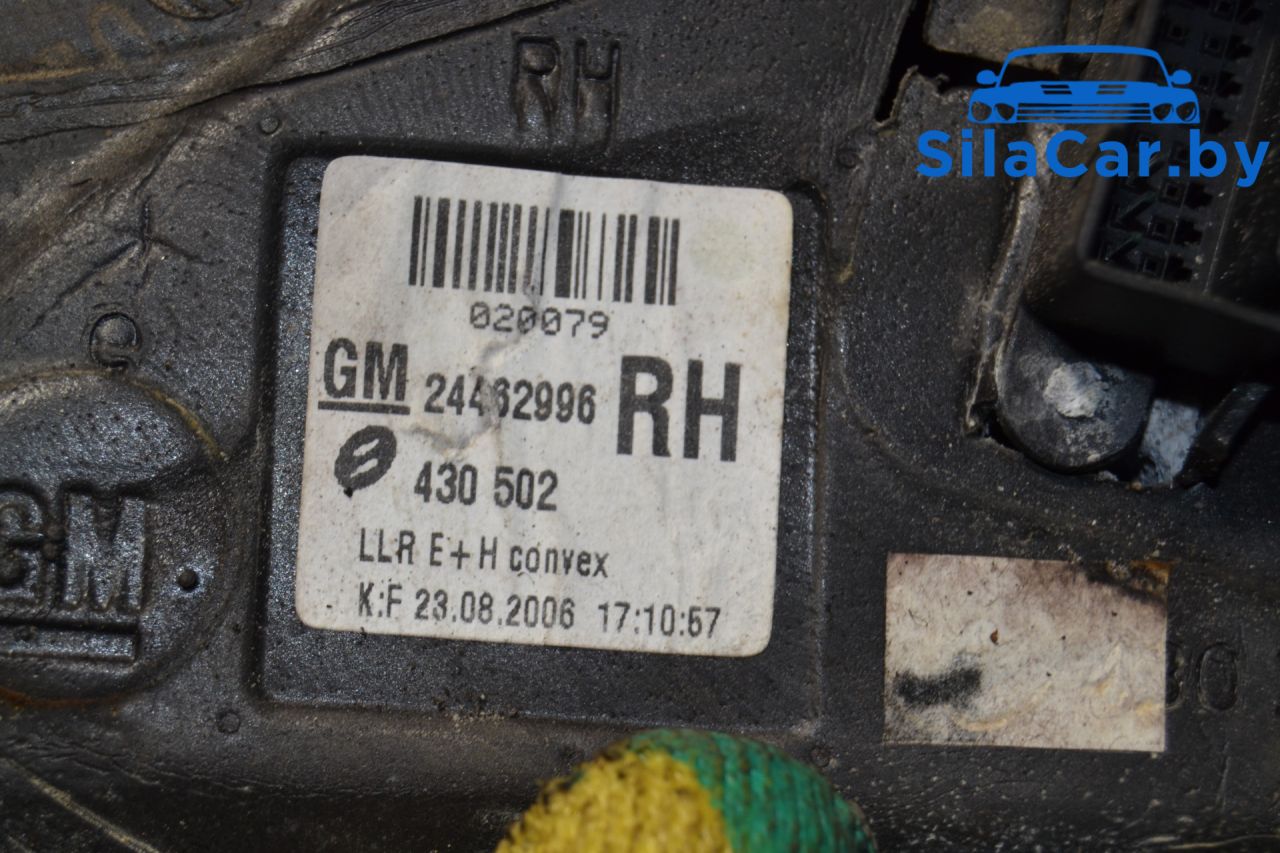 RH
SilaCar.by
020079
GM 24462996 RH
430 502
LLR E+H convex
K:F 23.08.2006 17:10:57
GM